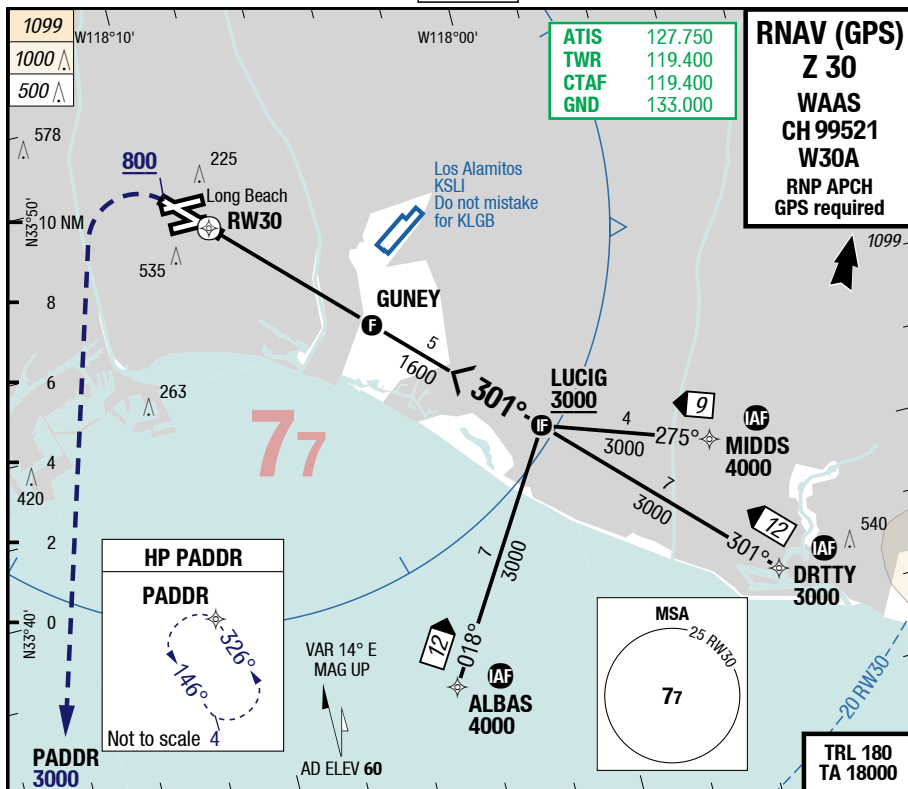 1099
1000
500
W118°10'
W118°00'
ATIS 127.750
TWR 119.400
CTAF 119.400
GND 133.000
RNAV (GPS)
Z 30
WAAS
CH 99521
W30A
RNP APCH
GPS required
1099
578
800
225
Long Beach
RW30
535
N33°50'
10 NM
8
6
4
2
0
N33°40'
Los Alamitos
KSLI
Do not mistake
for KLGB
GUNEY
F
5
1600
301°
LUCIG
3000
IF
4
3000
275°
9
IAF
MIDDS
4000
7
3000
301°
12
IAF
DRTTY
3000
540
263
420
77
7
3000
018°
12
IAF
ALBAS
4000
HP PADDR
PADDR
326°
146°
4
Not to scale
VAR 14° E
MAG UP
AD ELEV 60
MSA
25 RW30
77
20 RW30
PADDR
3000
TRL 180
TA 18000